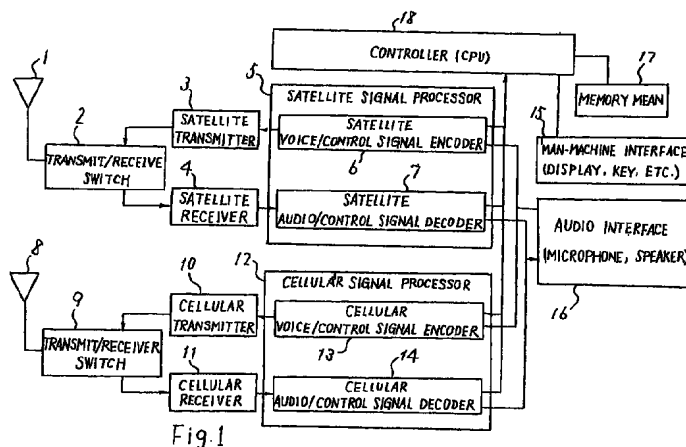 18
CONTROLLER (CPU)
1
17
MEMORY MEAN
3
5
SATELLITE
TRANSMITTER
SATELLITE SIGNAL PROCESSOR
SATELLITE
VOICE/CONTROL SIGNAL ENCODER
6
15
MAN-MACHINE INTERFACE
(DISPLAY, KEY, ETC.)
2
TRANSMIT/RECEIVE
SWITCH
4
SATELLITE
RECEIVER
7
SATELLITE
AUDIO/CONTROL SIGNAL DECODER
AUDIO INTERFACE
(MICROPHONE, SPEAKER)
16
8
10
CELLULAR
TRANSMITTER
12
CELLULAR SIGNAL PROCESSOR
CELLULAR
VOICE/CONTROL SIGNAL ENCODER
13
9
TRANSMIT/RECEIVER
SWITCH
11
CELLULAR
RECEIVER
14
CELLULAR
AUDIO/CONTROL SIGNAL DECODER
Fig.1